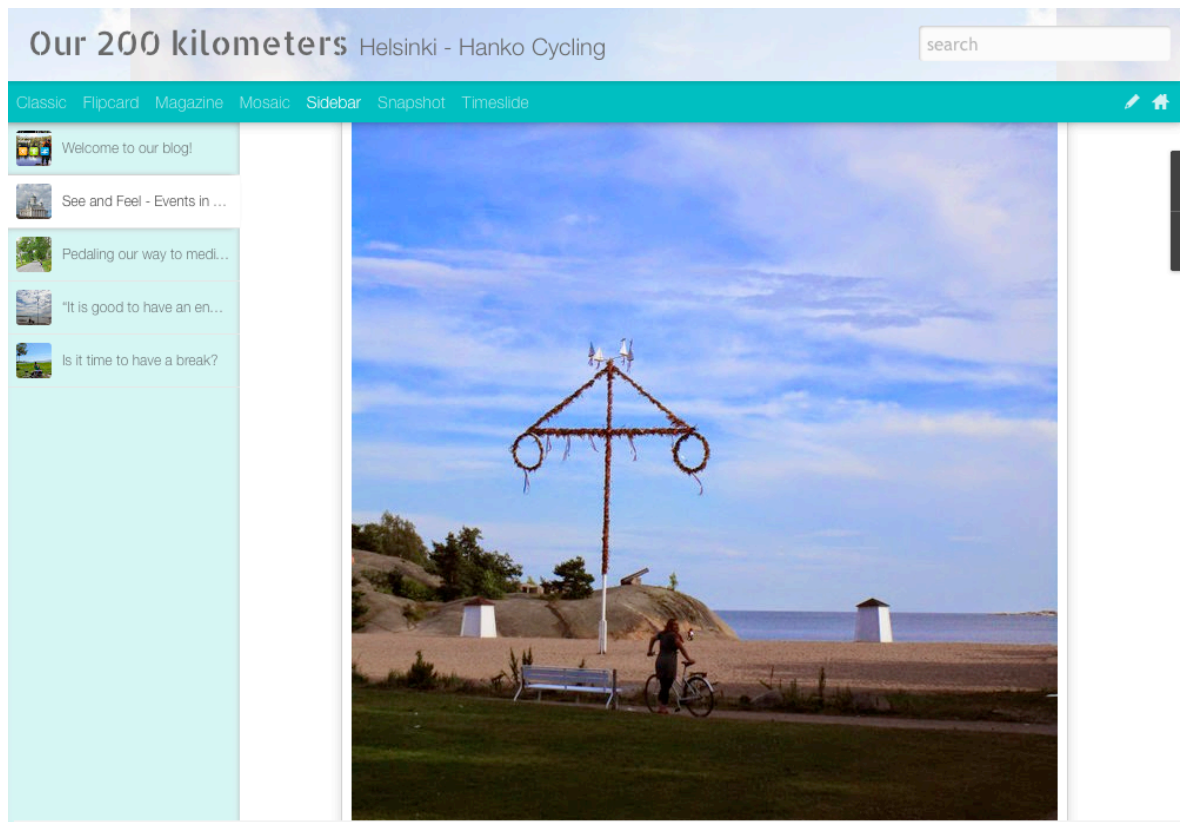 Our 200 kilometers Helsinki - Hanko Cycling
search
Classic Flipcard Magazine Mosaic Sidebar Snapshot Timeslide
Welcome to our blog!
See and Feel - Events in ...
Pedaling our way to medi...
“It is good to have an en...
Is it time to have a break?